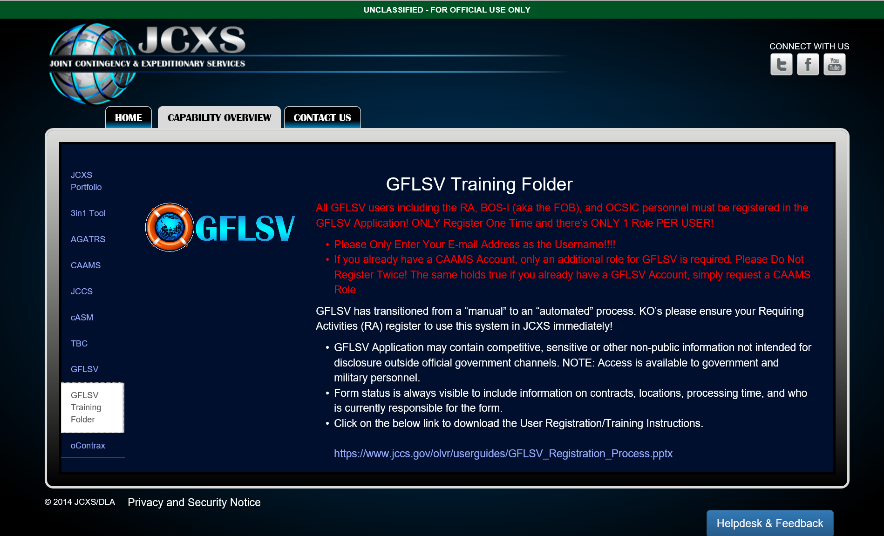 UNCLASSIFIED - FOR OFFICIAL USE ONLY
JCXS
JOINT CONTINGENCY & EXPEDITIONARY SERVICES
CONNECT WITH US
t f You Tube
HOME
CAPABILITY OVERVIEW
CONTACT US
JCXS
Portfolio
3in1 Tool
AGATRS
CAAMS
JCCS
cASM
TBC
GFLSV
GFLSV
Training
Folder
oContrax
GFLSV
GFLSV Training Folder
All GFLSV users including the RA, BOS-I (aka the FOB), and OCSIC personnel must be registered in the
GFLSV Application! ONLY Register One Time and there's ONLY 1 Role PER USER!
• Please Only Enter Your E-mail Address as the Username!!!!
• If you already have a CAAMS Account, only an additional role for GFLSV is required. Please Do Not
Register Twice! The same holds true if you already have a GFLSV Account, simply request a CAAMS
Role
GFLSV has transitioned from a “manual” to an “automated” process. KO's please ensure your Requiring
Activities (RA) register to use this system in JCXS immediately!
• GFLSV Application may contain competitive, sensitive or other non-public information not intended for
disclosure outside official government channels. NOTE: Access is available to government and
military personnel.
• Form status is always visible to include information on contracts, locations, processing time, and who
is currently responsible for the form.
• Click on the below link to download the User Registration/Training Instructions.
https://www.jccs.gov/olvr/userguides/GFLSV_Registration_Process.pptx
© 2014 JCXS/DLA
Privacy and Security Notice
Helpdesk & Feedback